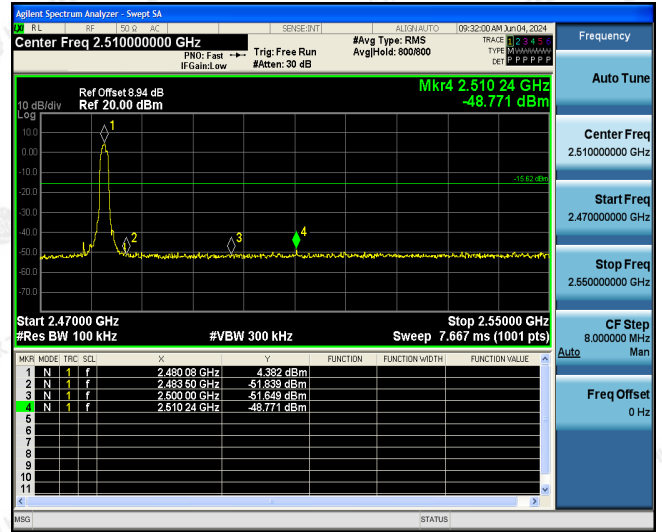 Agilent Spectrum Analyzer - Swept SA
RL RF 50 Ω AC SENSE:INT ALIGN AUTO 09:32:00 AM Jun 04, 2024
Center Freq 2.510000000 GHz
PNO: Fast
IFGain:Low
Trig: Free Run
#Atten: 30 dB
#Avg Type: RMS
Avg|Hold: 800/800
TRACE 1 2 3 4 5 6
TYPE MWWWWW
DET P P P P P P
Ref Offset 8.94 dB
Ref 20.00 dBm
10 dB/div
Log
Mkr4 2.510 24 GHz
-48.771 dBm
10.0
0.00
-10.0
-20.0
-30.0
-40.0
-50.0
-60.0
-70.0
1
2
3
4
-15.62 dBm
Start 2.47000 GHz
Stop 2.55000 GHz
#Res BW 100 kHz
#VBW 300 kHz
Sweep 7.667 ms (1001 pts)
MKR MODE TRC SCL X Y FUNCTION FUNCTION WIDTH FUNCTION VALUE
1 N 1 f 2.480 08 GHz 4.382 dBm
2 N 1 f 2.483 50 GHz -51.839 dBm
3 N 1 f 2.500 00 GHz -51.649 dBm
4 N 1 f 2.510 24 GHz -48.771 dBm
5
6
7
8
9
10
11
MSG
STATUS
Frequency
Auto Tune
Center Freq
2.510000000 GHz
Start Freq
2.470000000 GHz
Stop Freq
2.550000000 GHz
CF Step
8.000000 MHz
Auto Man
Freq Offset
0 Hz